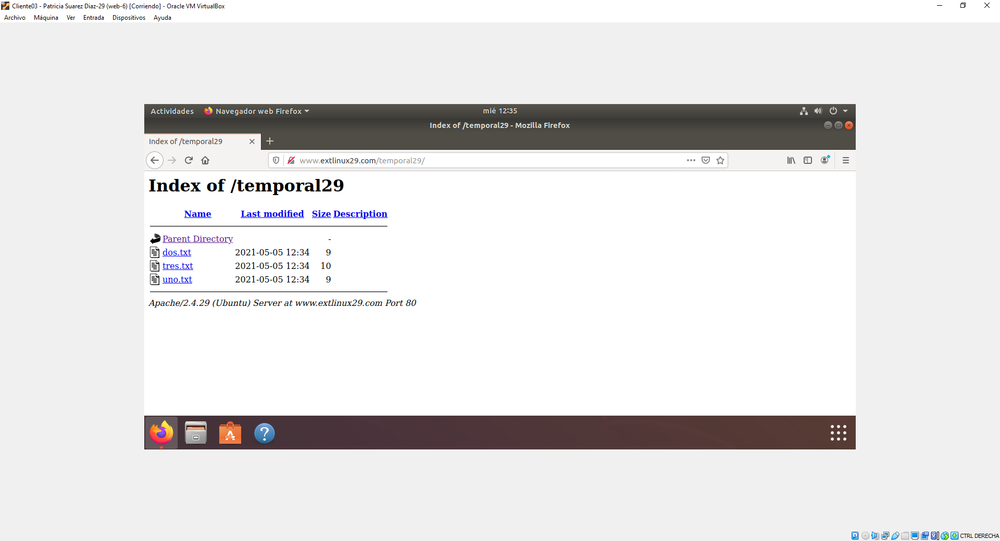 Cliente03 - Patricia Suarez Diaz-29 (web-6) [Corriendo] - Oracle VM VirtualBox
Archivo Máquina Ver Entrada Dispositivos Ayuda
Actividades Navegador web Firefox mié 12:35
Index of /temporal29 - Mozilla Firefox
Index of /temporal29
www.extlinux29.com/temporal29/
Index of /temporal29
Name Last modified Size Description
Parent Directory -
dos.txt 2021-05-05 12:34 9
tres.txt 2021-05-05 12:34 10
uno.txt 2021-05-05 12:34 9
Apache/2.4.29 (Ubuntu) Server at www.extlinux29.com Port 80
CTRL DERECHA